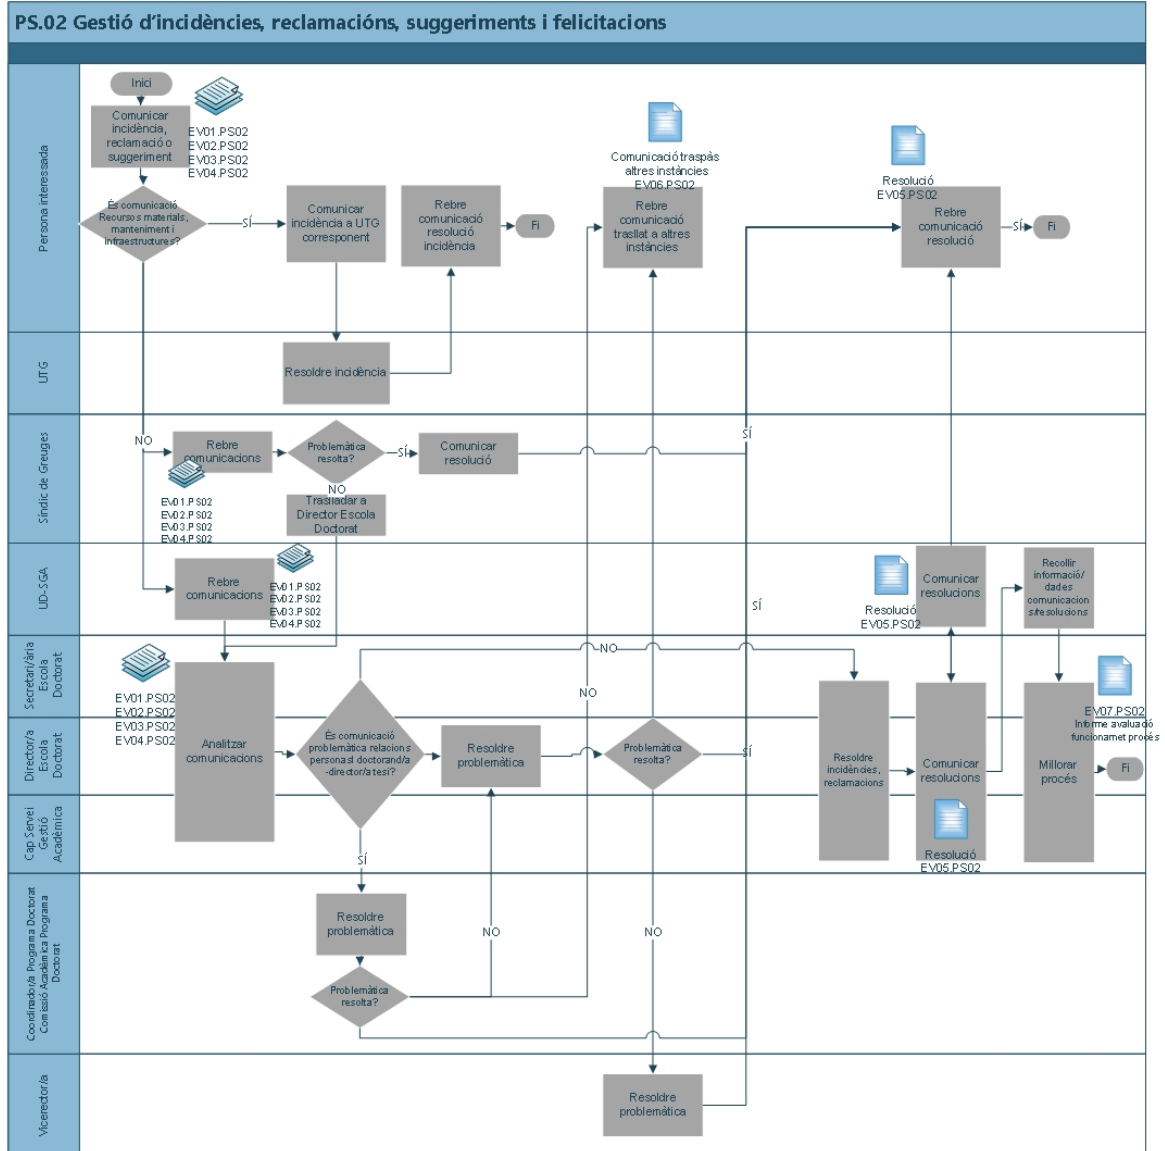 PS.02 Gestió d'incidències, reclamacións, suggeriments i felicitacions
Persona interessada
Inici
Comunicar
incidència,
reclamació o
suggeriment
EV01.PS02
EV02.PS02
EV03.PS02
EV04.PS02
És comunicació
Recursos materials,
manteniment i
infraestructures?
SÍ
Comunicar
incidència a UTG
corresponent
Rebre
comunicació
resolució
incidència
Fi
Comunicació traspàs
altres instàncies
EV06.PS02
Rebre
comunicació
trasllat a altres
instàncies
Resolució
EV05.PS02
Rebre
comunicació
resolució
SÍ
Fi
UTG
Resoldre incidència
Síndic de Greuges
NO
Rebre
comunicacions
EV01.PS02
EV02.PS02
EV03.PS02
EV04.PS02
Problemàtica
resolta?
SÍ
Comunicar
resolució
SÍ
NO
Traslladar a
Director Escola
Doctorat
UD-SGA
Rebre
comunicacions
EV01.PS02
EV02.PS02
EV03.PS02
EV04.PS02
SÍ
Resolució
EV05.PS02
Comunicar
resolucions
Recollir
informació/
dades
comunicacion
s/resolucions
Secretari/ària
Escola
Doctorat
EV01.PS02
EV02.PS02
EV03.PS02
EV04.PS02
NO
NO
EV07.PS02
Informe avaluació
funcionamet procés
Director/a
Escola
Doctorat
Analitzar
comunicacions
És comunicació
problemàtica relacions
personasl doctorand/a
-director/a tesi?
Resoldre
problemàtica
Problemàtica
resolta?
SÍ
Resoldre
incidències,
reclamacions
Comunicar
resolucions
Millorar
procés
Fi
Cap Servei
Gestió
Acadèmica
SÍ
Resolució
EV05.PS02
Coordinador/a Programa Doctorat
Comissió Acadèmica Programa
Doctorat
Resoldre
problemàtica
NO
NO
Problemàtica
resolta?
Vicerector/a
Resoldre
problemàtica